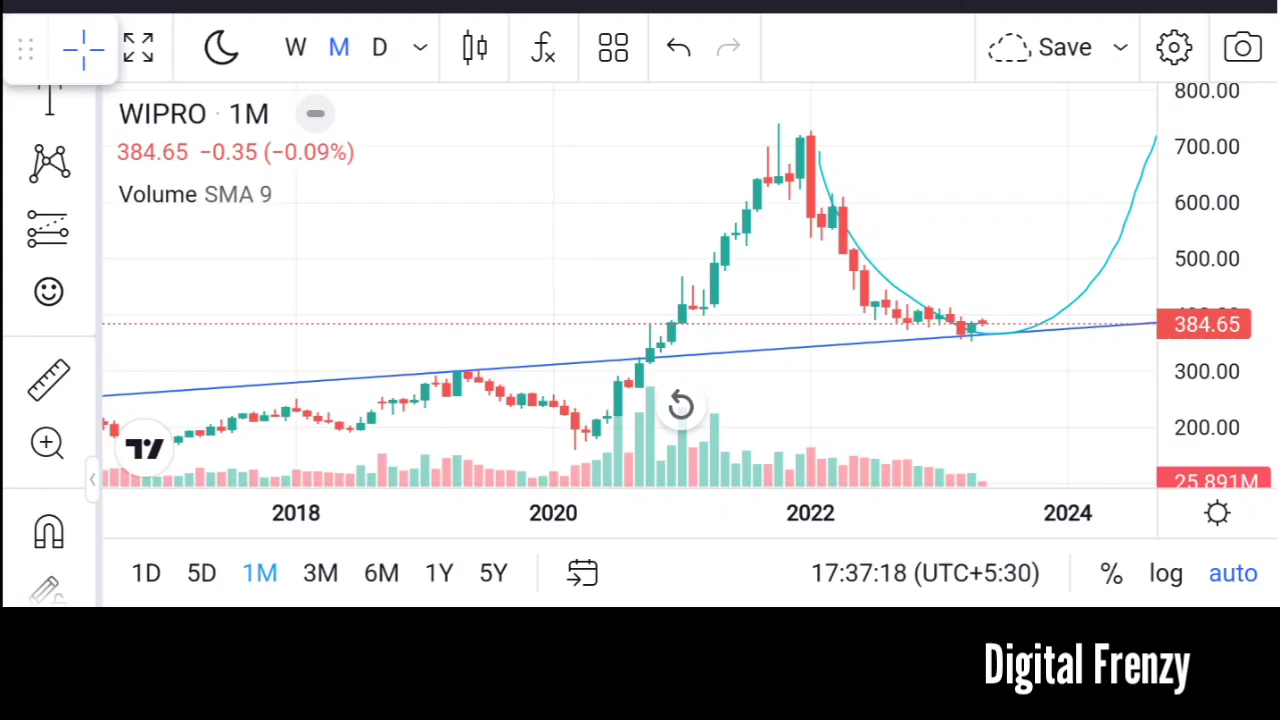 W M D Save
WIPRO · 1M
384.65 −0.35 (−0.09%)
Volume SMA 9
800.00
700.00
600.00
500.00
384.65
300.00
200.00
25.891M
2018 2020 2022 2024
1D 5D 1M 3M 6M 1Y 5Y 17:37:18 (UTC+5:30) % log auto
Digital Frenzy